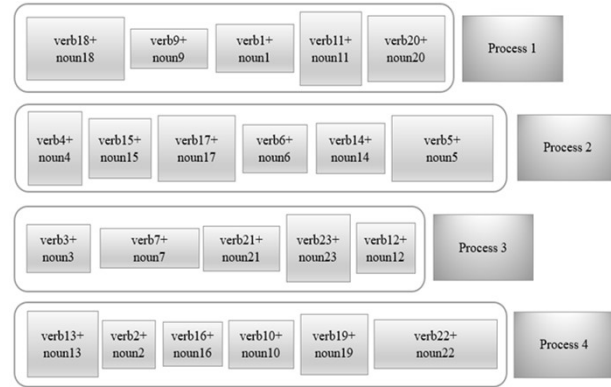 verb18+
noun18
verb9+
noun9
verb1+
noun1
verb11+
noun11
verb20+
noun20
Process 1
verb4+
noun4
verb15+
noun15
verb17+
noun17
verb6+
noun6
verb14+
noun14
verb5+
noun5
Process 2
verb3+
noun3
verb7+
noun7
verb21+
noun21
verb23+
noun23
verb12+
noun12
Process 3
verb13+
noun13
verb2+
noun2
verb16+
noun16
verb10+
noun10
verb19+
noun19
verb22+
noun22
Process 4